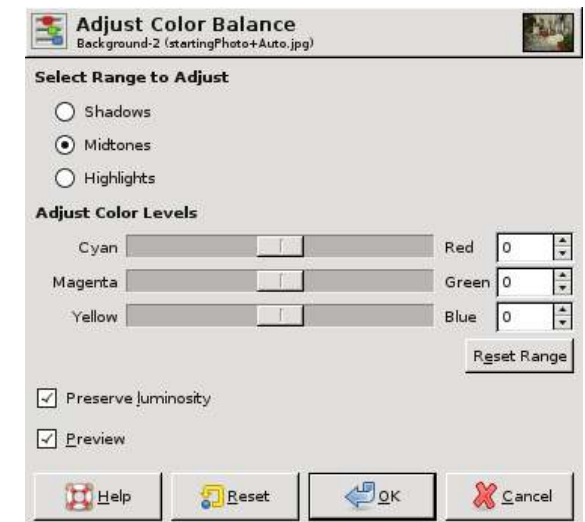 Adjust Color Balance
Background-2 (startingPhoto+Auto.jpg)
Select Range to Adjust
Shadows
Midtones
Highlights
Adjust Color Levels
Cyan Red 0
Magenta Green 0
Yellow Blue 0
Reset Range
Preserve luminosity
Preview
Help Reset OK Cancel